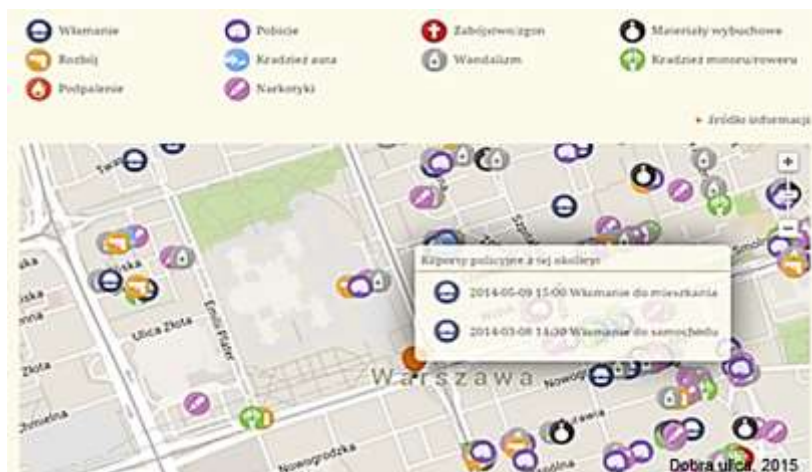 Włamanie
Pobicie
Zabójstwo/zgon
Materiały wybuchowe
Rozbój
Kradzież auta
Wandalizm
Kradzież motoru/roweru
Podpalenie
Narkotyki
źródło informacji
Raporty policyjne z tej okolicy:
2014-05-09 15:00 Włamanie do mieszkania
2014-03-08 14:30 Włamanie do samochodu
Ulica Złota
Emilii Plater
Złota
Warszawa
Chmielna
Nowogrodzka
Dobra ulica, 2015